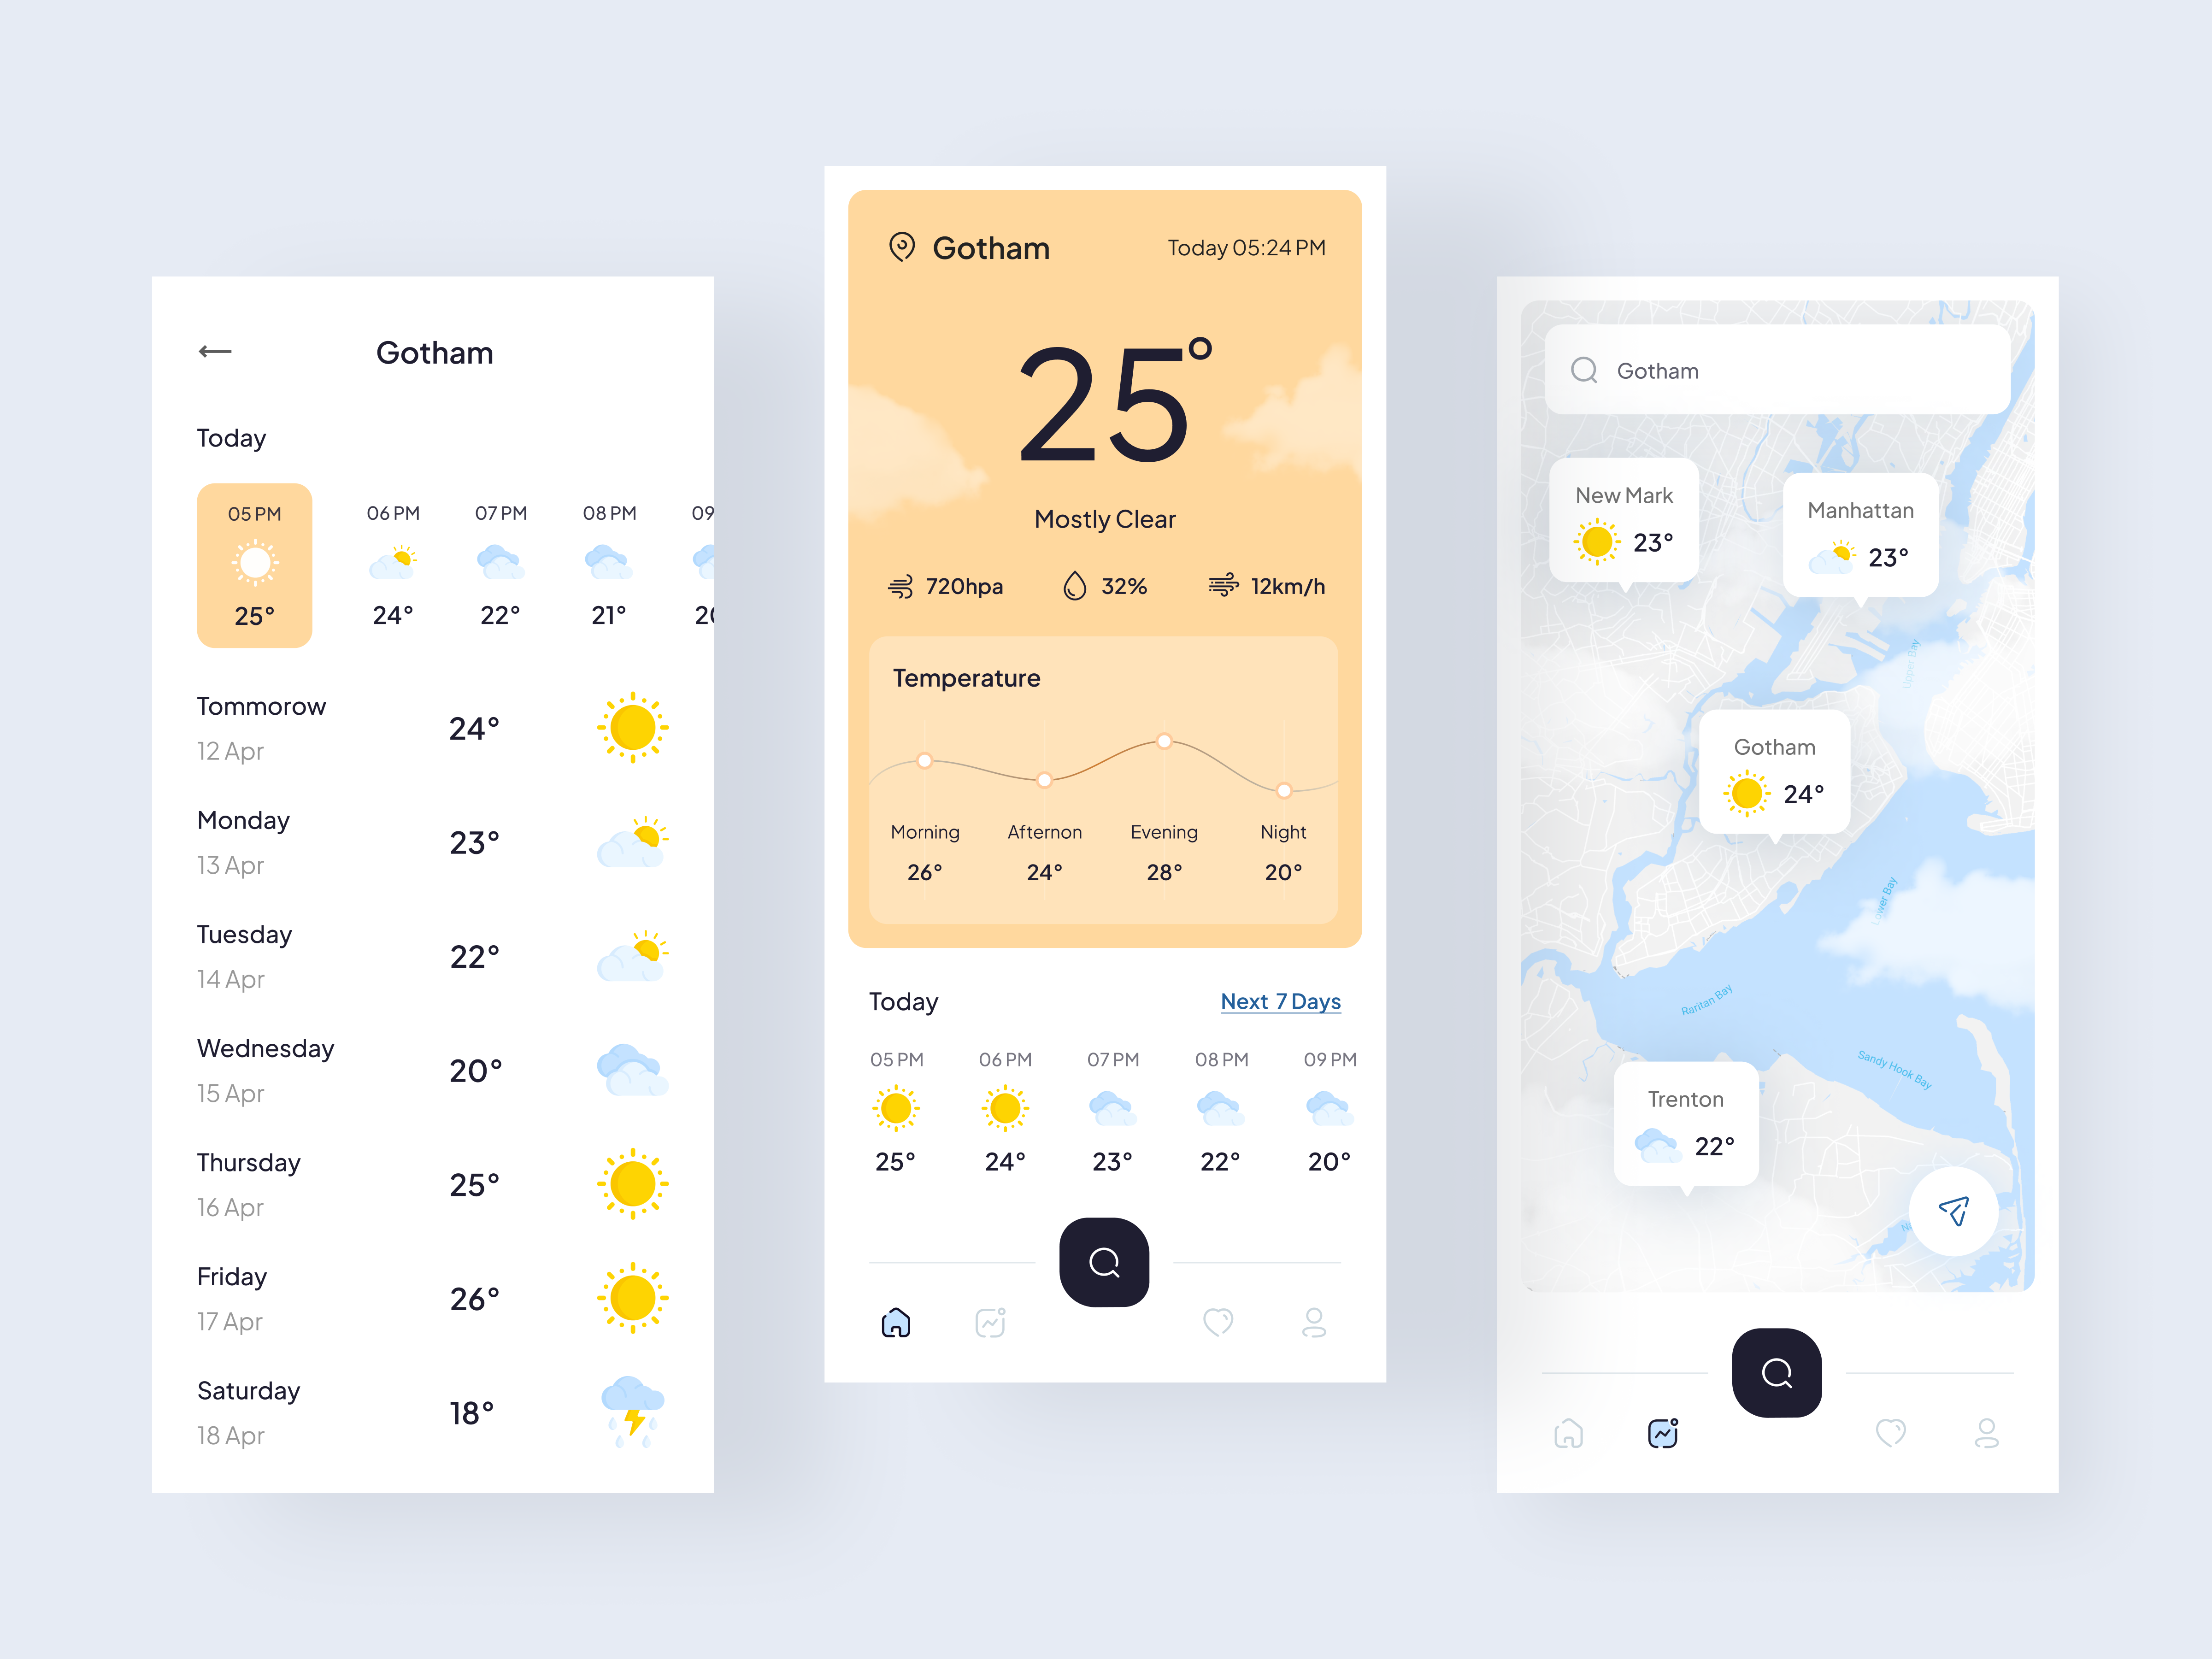 Gotham
Today
05 PM 06 PM 07 PM 08 PM 09
25° 24° 22° 21°
Tommorow
12 Apr
24°
Monday
13 Apr
23°
Tuesday
14 Apr
22°
Wednesday
15 Apr
20°
Thursday
16 Apr
25°
Friday
17 Apr
26°
Saturday
18 Apr
18°
Gotham Today 05:24 PM
25°
Mostly Clear
720hpa 32% 12km/h
Temperature
Morning Afternon Evening Night
26° 24° 28° 20°
Today Next 7 Days
05 PM 06 PM 07 PM 08 PM 09 PM
25° 24° 23° 22° 20°
Gotham
New Mark
23°
Manhattan
23°
Upper Bay
Gotham
24°
Lower Bay
Raritan Bay
Sandy Hook Bay
Trenton
22°